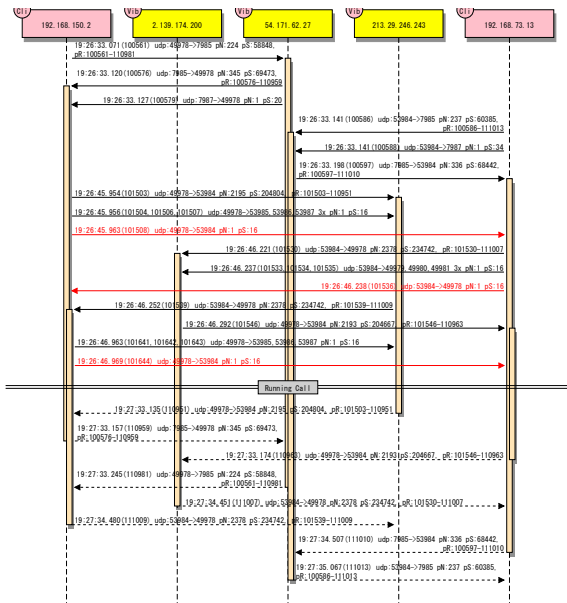 Cli
Vib
Vib
Vib
Cli
192.168.150.2
2.139.174.200
54.171.62.27
213.29.246.243
192.168.73.13
19:26:33.071(100561) udp:49978->7985 pN:224 pS:58848,
pR:100561-110981
19:26:33.120(100576) udp:7985->49978 pN:345 pS:69473,
pR:100576-110959
19:26:33.127(100579) udp:7987->49978 pN:1 pS:20
19:26:33.141(100586) udp:53984->7985 pN:237 pS:60385,
pR:100586-111013
19:26:33.141(100588) udp:53984->7987 pN:1 pS:34
19:26:33.198(100597) udp:7985->53984 pN:336 pS:68442,
pR:100597-111010
19:26:45.954(101503) udp:49978->53984 pN:2195 pS:204804, pR:101503-110951
19:26:45.956(101504,101506,101507) udp:49978->53985,53986,53987 3x pN:1 pS:16
19:26:45.963(101508) udp:49978->53984 pN:1 pS:16
19:26:46.221(101530) udp:53984->49978 pN:2378 pS:234742, pR:101530-111007
19:26:46.237(101533,101534,101535) udp:53984->49979,49980,49981 3x pN:1 pS:16
19:26:46.238(101536) udp:53984->49978 pN:1 pS:16
19:26:46.252(101539) udp:53984->49978 pN:2378 pS:234742, pR:101539-111009
19:26:46.292(101546) udp:49978->53984 pN:2193 pS:204667, pR:101546-110963
19:26:46.963(101641,101642,101643) udp:49978->53985,53986,53987 pN:1 pS:16
19:26:46.969(101644) udp:49978->53984 pN:1 pS:16
Running Call
19:27:33.135(110951) udp:49978->53984 pN:2195 pS:204804, pR:101503-110951
19:27:33.157(110959) udp:7985->49978 pN:345 pS:69473,
pR:100576-110959
19:27:33.174(110963) udp:49978->53984 pN:2193 pS:204667, pR:101546-110963
19:27:33.245(110981) udp:49978->7985 pN:224 pS:58848,
pR:100561-110981
19:27:34.451(111007) udp:53984->49978 pN:2378 pS:234742, pR:101530-111007
19:27:34.480(111009) udp:53984->49978 pN:2378 pS:234742, pR:101539-111009
19:27:34.507(111010) udp:7985->53984 pN:336 pS:68442,
pR:100597-111010
19:27:35.067(111013) udp:53984->7985 pN:237 pS:60385,
pR:100586-111013